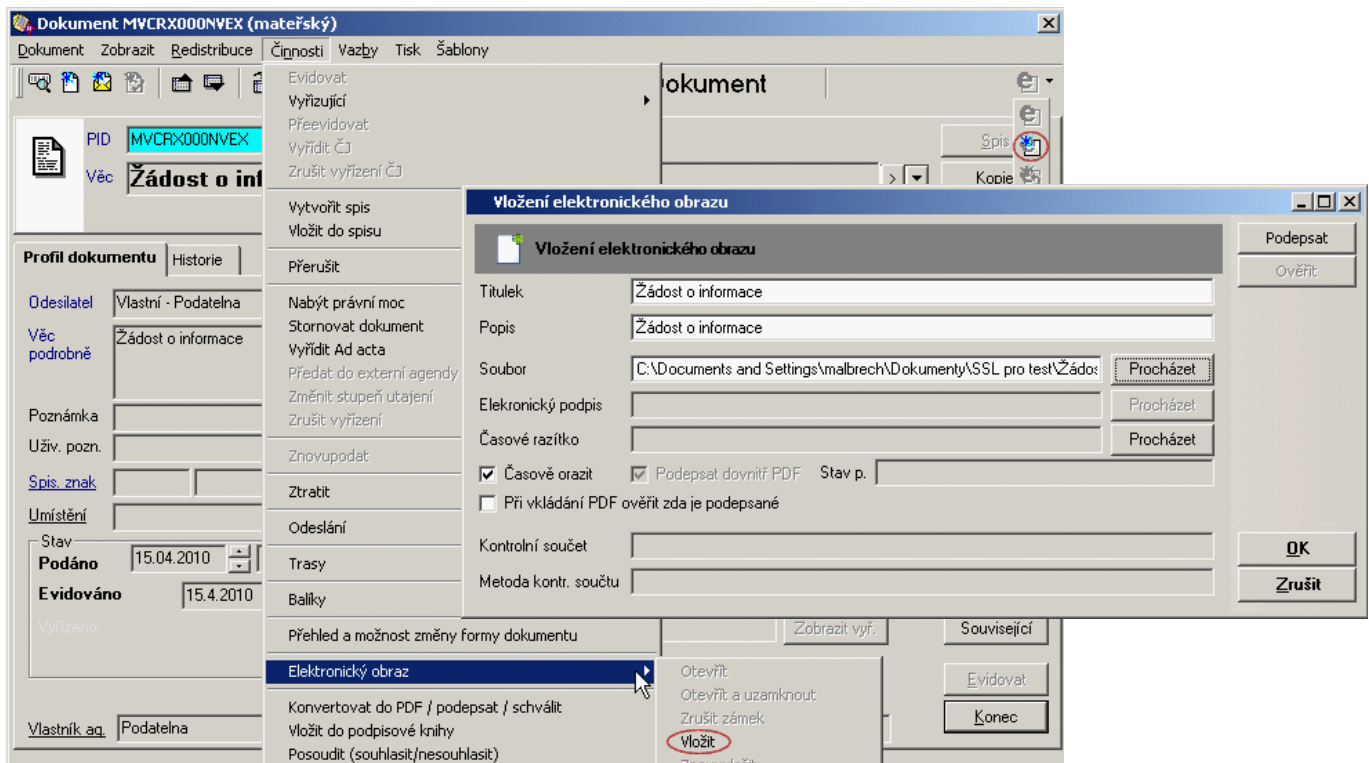 Dokument MVCRX000NVEX (mateřský)
Dokument Zobrazit Redistribuce Činnosti Vazby Tisk Šablony
Evidovat
Vyřizující
Přeevidovat
Vyřídit ČJ
Zrušit vyřízení ČJ
Vytvořit spis
Vložit do spisu
Přerušit
Nabýt právní moc
Stornovat dokument
Vyřídit Ad acta
Předat do externí agendy
Změnit stupeň utajení
Zrušit vyřízení
Znovupodat
Ztratit
Odeslání
Trasy
Balíky
Přehled a možnost změny formy dokumentu
Elektronický obraz
Konvertovat do PDF / podepsat / schválit
Vložit do podpisové knihy
Posoudit (souhlasit/nesouhlasit)
Otevřít
Otevřít a uzamknout
Zrušit zámek
Vložit
okument
PID MVCRX000NVEX
Věc Žádost o inf
Spis
Kopie
Profil dokumentu Historie
Odesilatel Vlastní - Podatelna
Věc podrobně Žádost o informace
Poznámka
Uživ. pozn.
Spis. znak
Umístění
Stav
Podáno 15.04.2010
Evidováno 15.4.2010
Vyřízeno
Vlastník ag. Podatelna
Zobrazit vyř.
Související
Evidovat
Konec
Vložení elektronického obrazu
Vložení elektronického obrazu
Titulek Žádost o informace
Popis Žádost o informace
Soubor C:\Documents and Settings\malbrech\Dokumenty\SSL pro test\Žádos Procházet
Elekronický podpis Procházet
Časové razítko Procházet
Časově orazit Podepsat dovnitř PDF Stav p.
Při vkládání PDF ověřit zda je podepsané
Kontrolní součet
Metoda kontr. součtu
Podepsat
Ověřit
OK
Zrušit